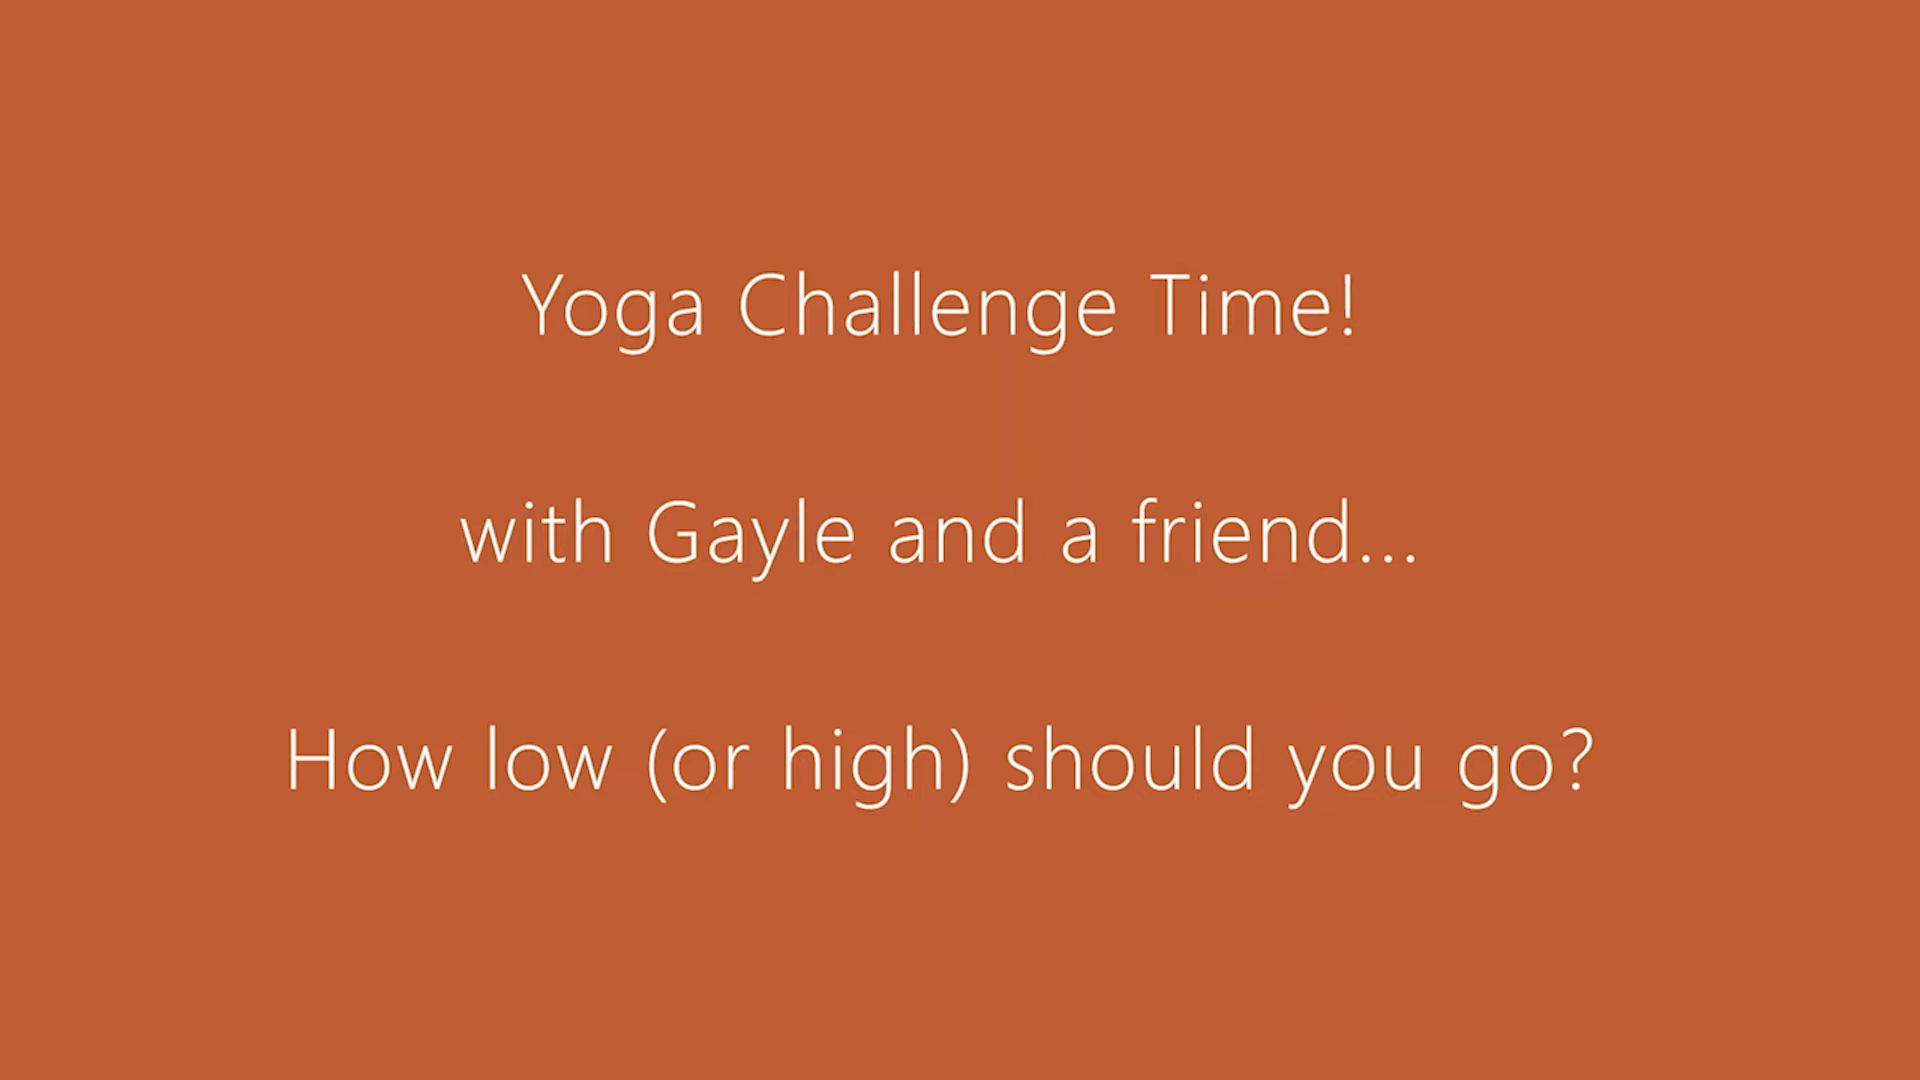 Yoga Challenge Time!
with Gayle and a friend...
How low (or high) should you go?